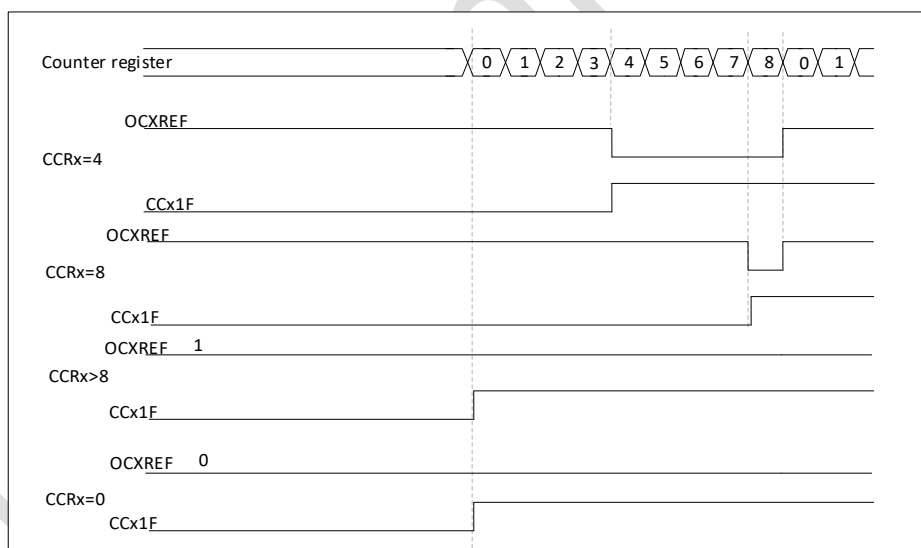 Counter register 0 1 2 3 4 5 6 7 8 0 1
OCXREF
CCRx=4
CCx1F
OCXREF
CCRx=8
CCx1F
OCXREF 1
CCRx>8
CCx1F
OCXREF 0
CCRx=0
CCx1F